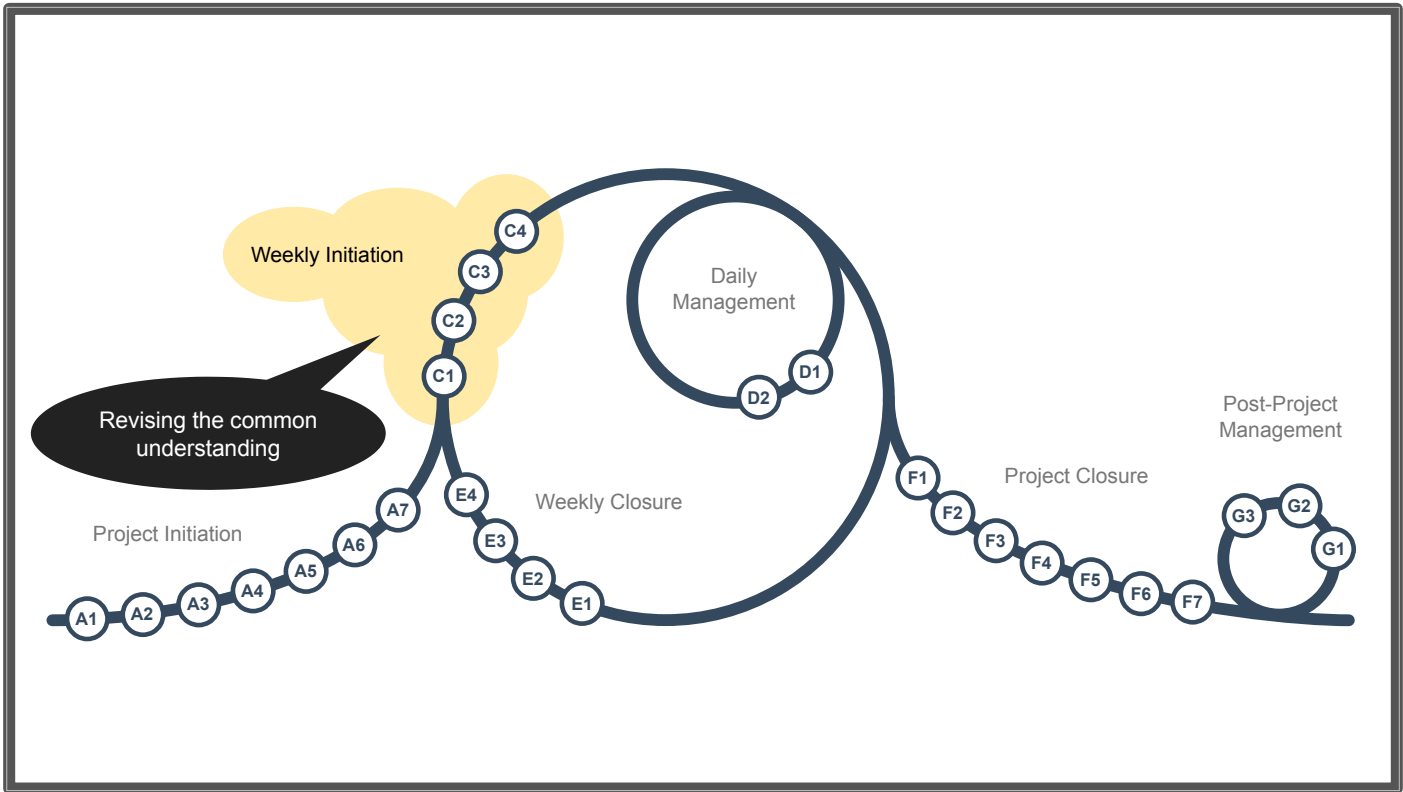 Weekly Initiation
C4
C3
C2
C1
Revising the common
understanding
Daily
Management
D1
D2
Project Initiation
A1
A2
A3
A4
A5
A6
A7
Weekly Closure
E4
E3
E2
E1
Project Closure
F1
F2
F3
F4
F5
F6
F7
Post-Project
Management
G3
G2
G1